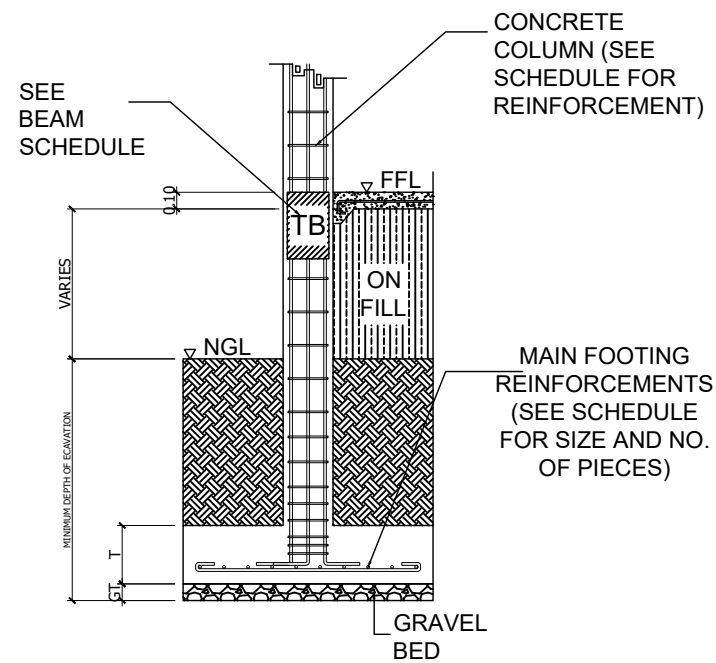 CONCRETE
COLUMN (SEE
SCHEDULE FOR
REINFORCEMENT)
SEE
BEAM
SCHEDULE
0.10
FFL
TB
VARIES
ON
FILL
NGL
MAIN FOOTING
REINFORCEMENTS
(SEE SCHEDULE
FOR SIZE AND NO.
OF PIECES)
MINIMUM DEPTH OF ECAVATION
T
GT
GRAVEL
BED